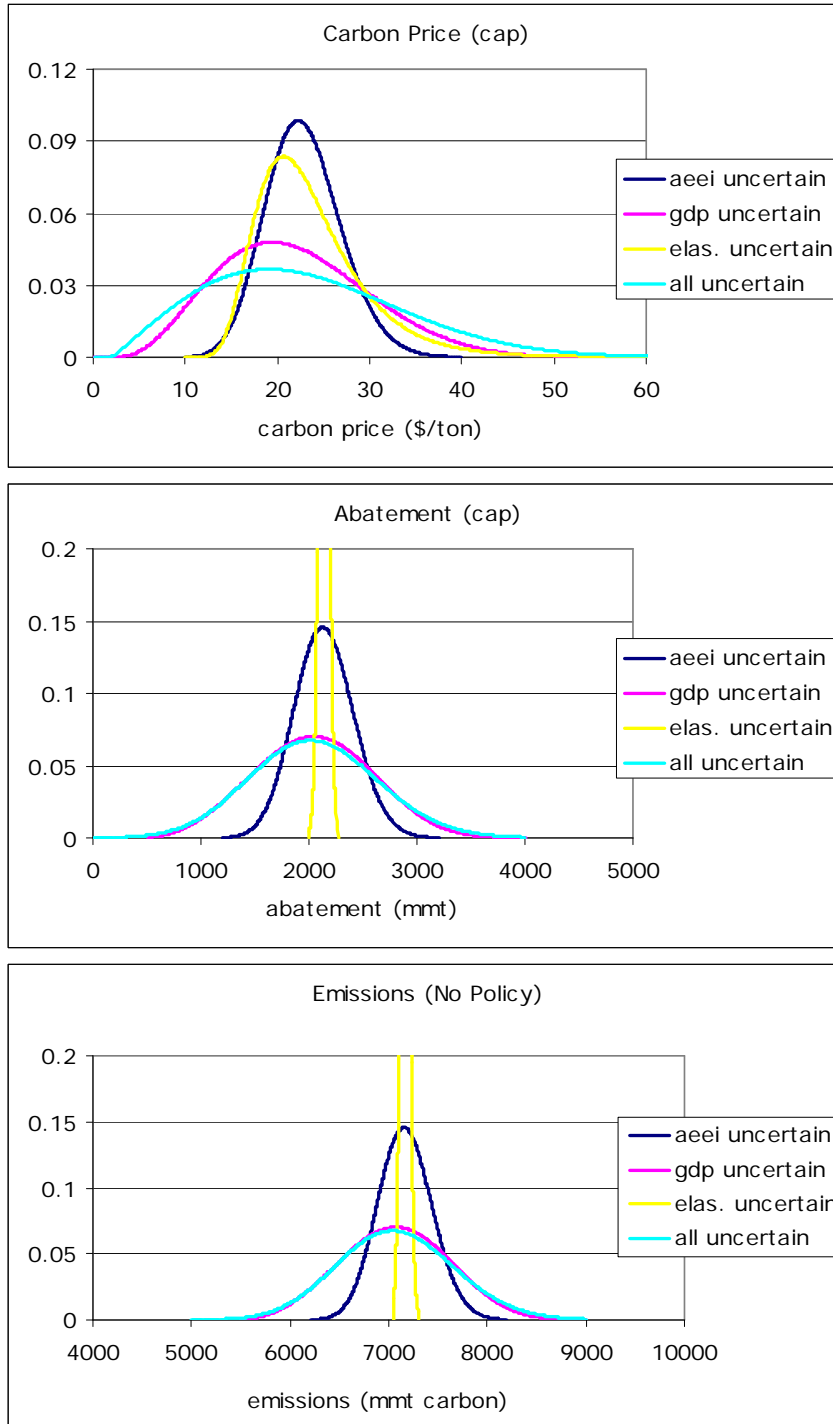 Carbon Price (cap)
0.12
0.09
0.06
0.03
0
0 10 20 30 40 50 60
carbon price ($/ton)
aeei uncertain
gdp uncertain
elas. uncertain
all uncertain
Abatement (cap)
0.2
0.15
0.1
0.05
0
0 1000 2000 3000 4000 5000
abatement (mmt)
aeei uncertain
gdp uncertain
elas. uncertain
all uncertain
Emissions (No Policy)
0.2
0.15
0.1
0.05
0
4000 5000 6000 7000 8000 9000 10000
emissions (mmt carbon)
aeei uncertain
gdp uncertain
elas. uncertain
all uncertain